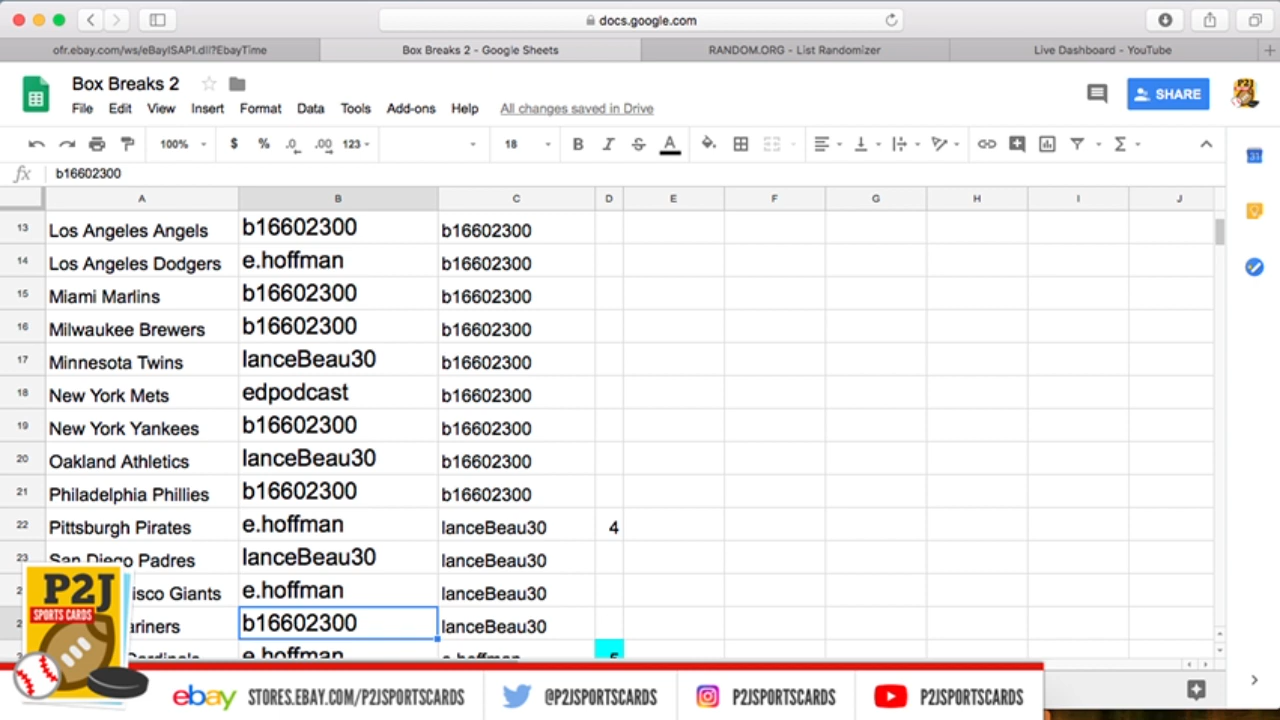 docs.google.com
ofr.ebay.com/ws/eBayISAPI.dll?EbayTime
Box Breaks 2 - Google Sheets
RANDOM.ORG - List Randomizer
Live Dashboard - YouTube
Box Breaks 2
File Edit View Insert Format Data Tools Add-ons Help All changes saved in Drive
SHARE
100% $ % .0 .00 123 18 B I S A
fx b16602300
A B C D E F G H I J
13 Los Angeles Angels b16602300 b16602300
14 Los Angeles Dodgers e.hoffman b16602300
15 Miami Marlins b16602300 b16602300
16 Milwaukee Brewers b16602300 b16602300
17 Minnesota Twins lanceBeau30 b16602300
18 New York Mets edpodcast b16602300
19 New York Yankees b16602300 b16602300
20 Oakland Athletics lanceBeau30 b16602300
21 Philadelphia Phillies b16602300 b16602300
22 Pittsburgh Pirates e.hoffman lanceBeau30 4
23 San Diego Padres lanceBeau30 lanceBeau30
isco Giants e.hoffman lanceBeau30
ariners b16602300 lanceBeau30
e.hoffman e.hoffman
P2J
SPORTS CARDS
ebay STORES.EBAY.COM/P2JSPORTSCARDS @P2JSPORTSCARDS P2JSPORTSCARDS P2JSPORTSCARDS